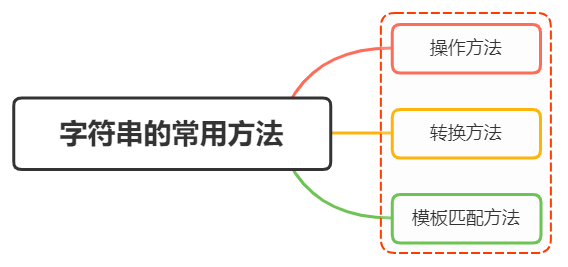 字符串的常用方法
操作方法
转换方法
模板匹配方法